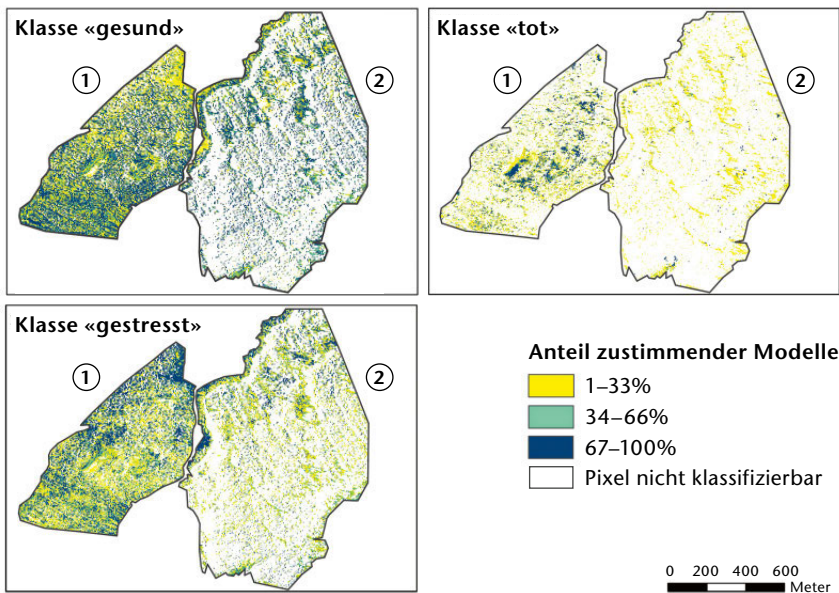 Klasse «gesund»
1
2
Klasse «tot»
1
2
Klasse «gestresst»
1
2
Anteil zustimmender Modelle
1–33%
34–66%
67–100%
Pixel nicht klassifizierbar
0 200 400 600
Meter